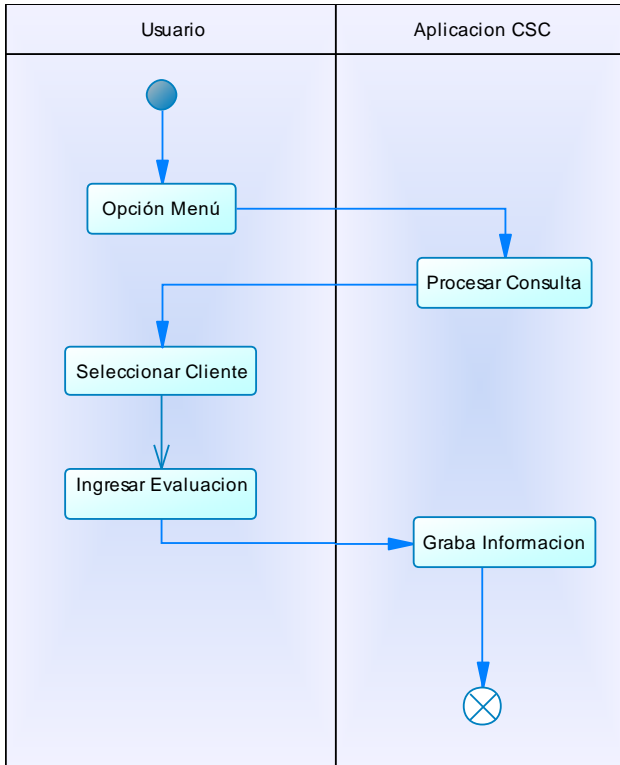 Usuario
Aplicacion CSC
Opción Menú
Procesar Consulta
Seleccionar Cliente
Ingresar Evaluacion
Graba Informacion